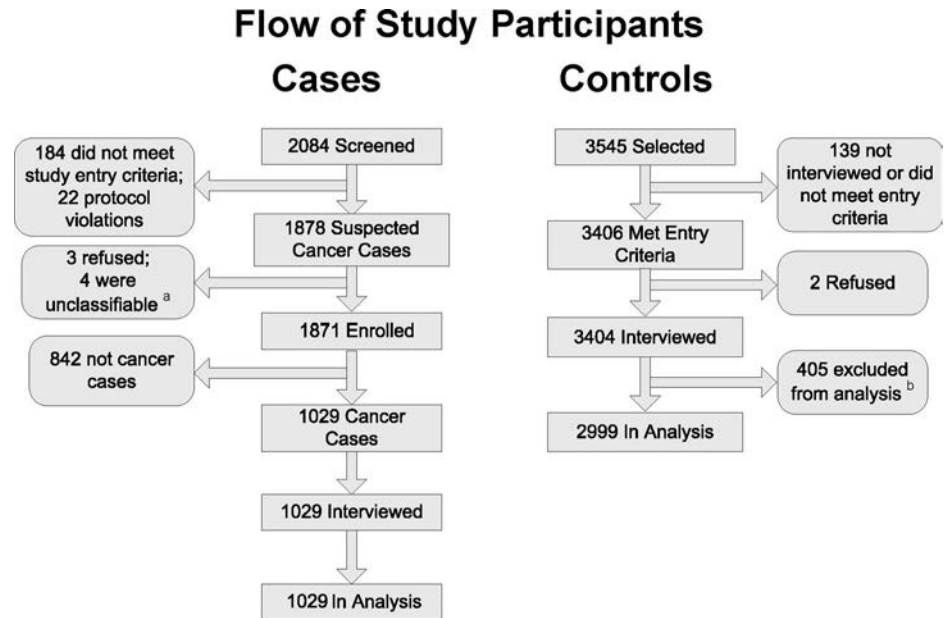 Flow of Study Participants
Cases
Controls
2084 Screened
184 did not meet
study entry criteria;
22 protocol
violations
1878 Suspected
Cancer Cases
3 refused;
4 were
unclassifiable a
1871 Enrolled
842 not cancer
cases
1029 Cancer
Cases
1029 Interviewed
1029 In Analysis
3545 Selected
139 not
interviewed or did
not meet entry
criteria
3406 Met Entry
Criteria
2 Refused
3404 Interviewed
405 excluded
from analysis b
2999 In Analysis